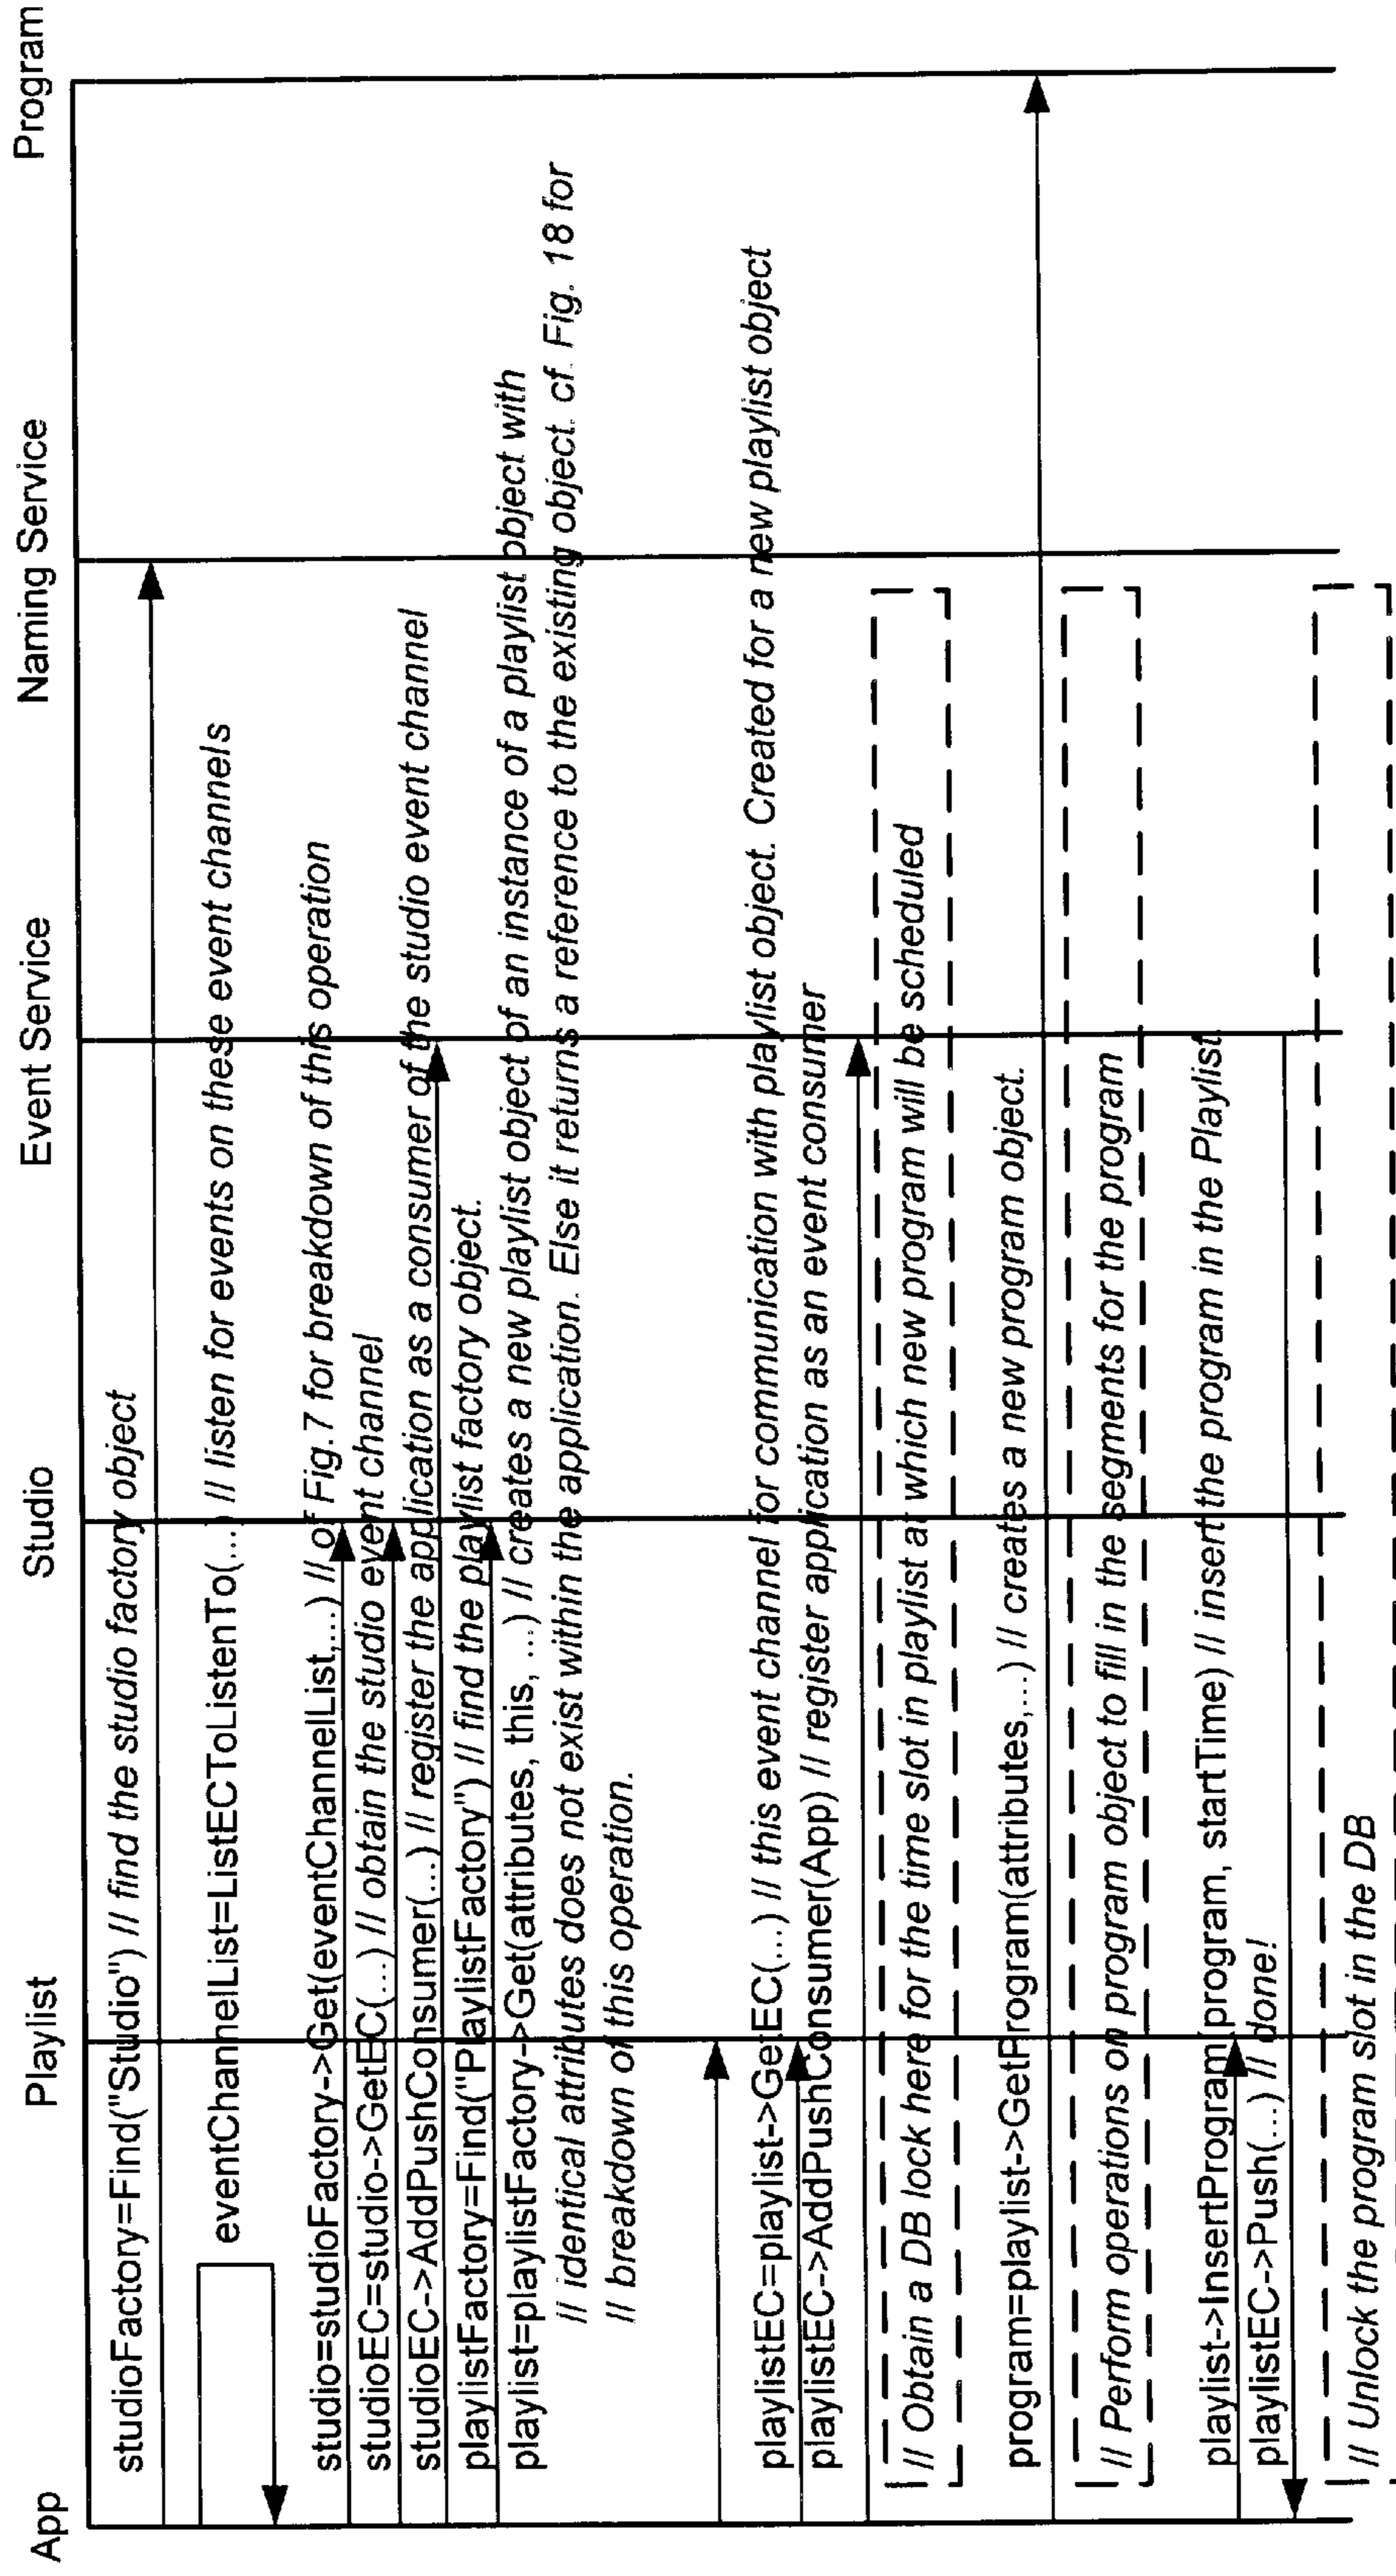 App
Playlist
Studio
Event Service
Naming Service
Program
studioFactory=Find("Studio") // find the studio factory object
eventChannelList=ListECToListenTo(...) // listen for events on these event channels
studio=studioFactory->Get(eventChannelList,...) // of Fig.7 for breakdown of this operation
studioEC=studio->GetEC(...) // obtain the studio event channel
studioEC->AddPushConsumer(...) // register the application as a consumer of the studio event channel
playlistFactory=Find("PlaylistFactory") // find the playlist factory object.
playlist=playlistFactory->Get(attributes, this, ...) // creates a new playlist object of an instance of a playlist object with
// identical attributes does not exist within the application. Else it returns a reference to the existing object. cf. Fig. 18 for
// breakdown of this operation.
playlistEC=playlist->GetEC(...) // this event channel for communication with playlist object. Created for a new playlist object
playlistEC->AddPushConsumer(App) // register application as an event consumer
// Obtain a DB lock here for the time slot in playlist at which new program will be scheduled
program=playlist->GetProgram(attributes,...) // creates a new program object.
// Perform operations on program object to fill in the segments for the program
playlist->InsertProgram(program, startTime) // insert the program in the Playlist
playlistEC->Push(...) // done!
// Unlock the program slot in the DB